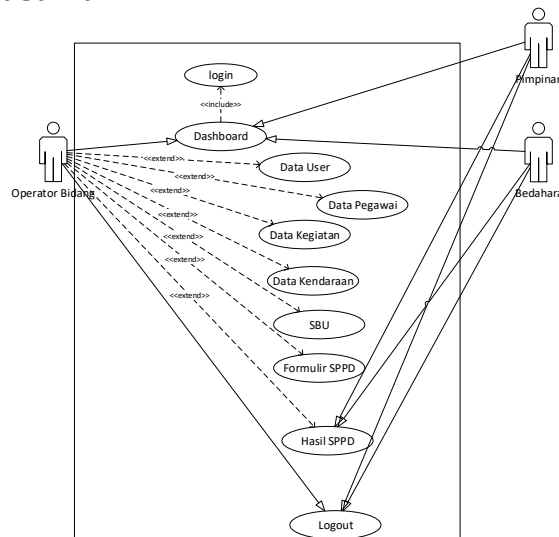 Pimpinan
login
<<include>>
Dashboard
<<extend>>
Data User
Operator Bidang
<<extend>>
Bedahara
Data Pegawai
<<extend>>
<<extend>>
Data Kegiatan
<<extend>>
<<extend>>
Data Kendaraan
<<extend>>
SBU
Formulir SPPD
Hasil SPPD
Logout